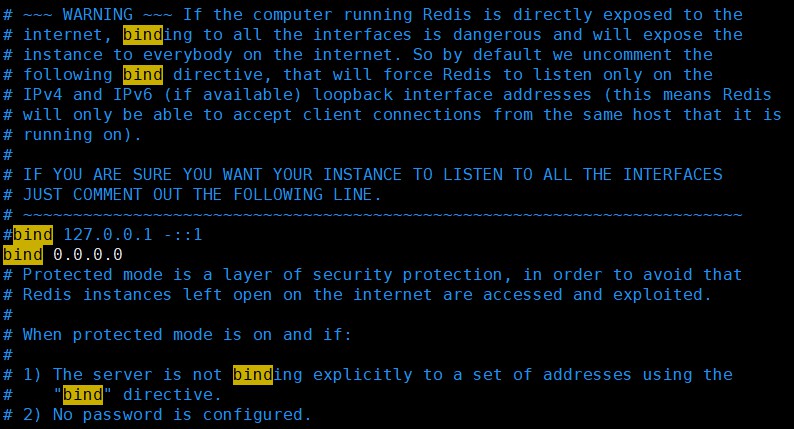 # ~~~ WARNING ~~~ If the computer running Redis is directly exposed to the
# internet, binding to all the interfaces is dangerous and will expose the
# instance to everybody on the internet. So by default we uncomment the
# following bind directive, that will force Redis to listen only on the
# IPv4 and IPv6 (if available) loopback interface addresses (this means Redis
# will only be able to accept client connections from the same host that it is
# running on).
#
# IF YOU ARE SURE YOU WANT YOUR INSTANCE TO LISTEN TO ALL THE INTERFACES
# JUST COMMENT OUT THE FOLLOWING LINE.
# ~~~~~~~~~~~~~~~~~~~~~~~~~~~~~~~~~~~~~~~~~~~~~~~~~~~~~~~~~~~~~~~~~~~~~~~~
#bind 127.0.0.1 -::1
bind 0.0.0.0
# Protected mode is a layer of security protection, in order to avoid that
# Redis instances left open on the internet are accessed and exploited.
#
# When protected mode is on and if:
#
# 1) The server is not binding explicitly to a set of addresses using the
#    "bind" directive.
# 2) No password is configured.